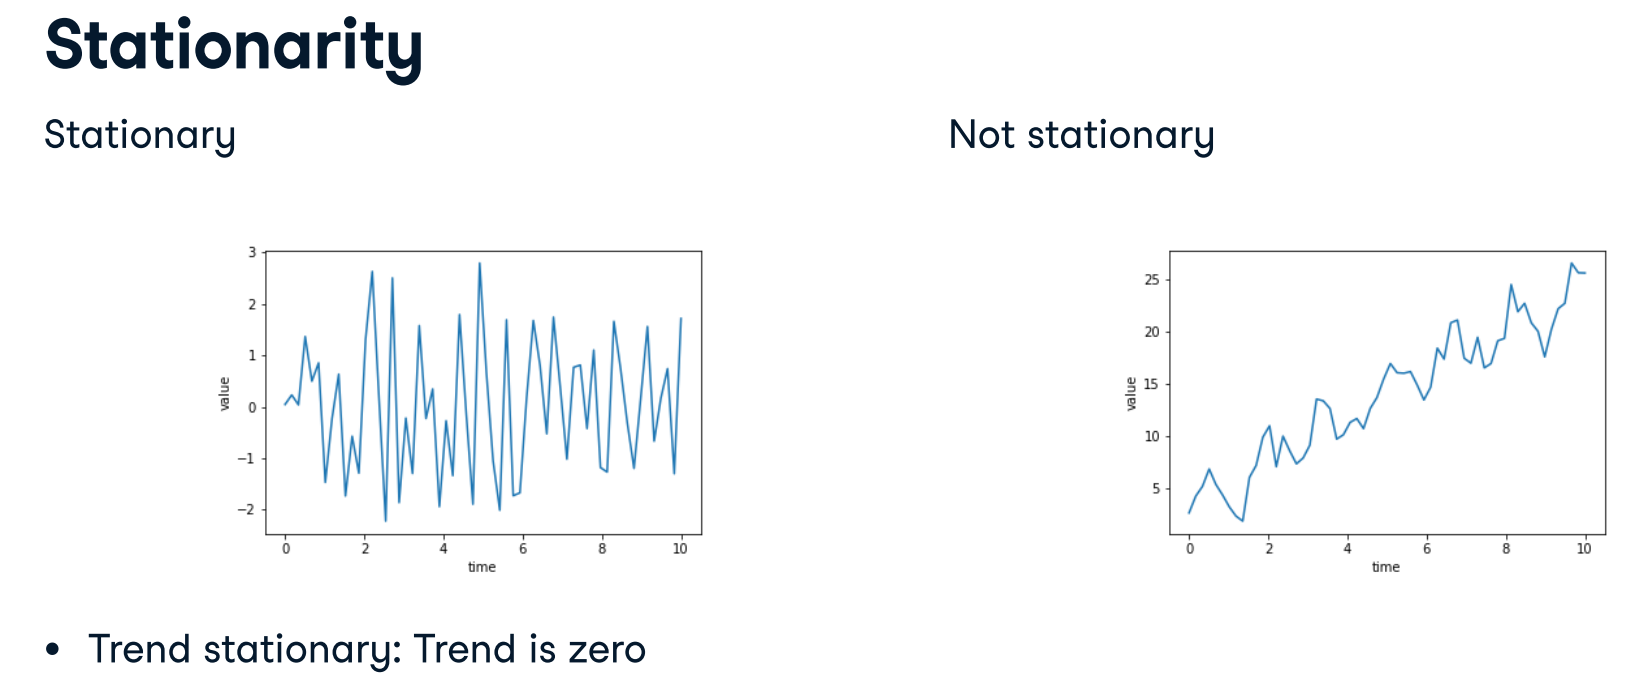 Stationarity
Stationary
Not stationary
3
2
1
0
−1
−2
value
0 2 4 6 8 10
time
25
20
15
10
5
value
0 2 4 6 8 10
time
• Trend stationary: Trend is zero